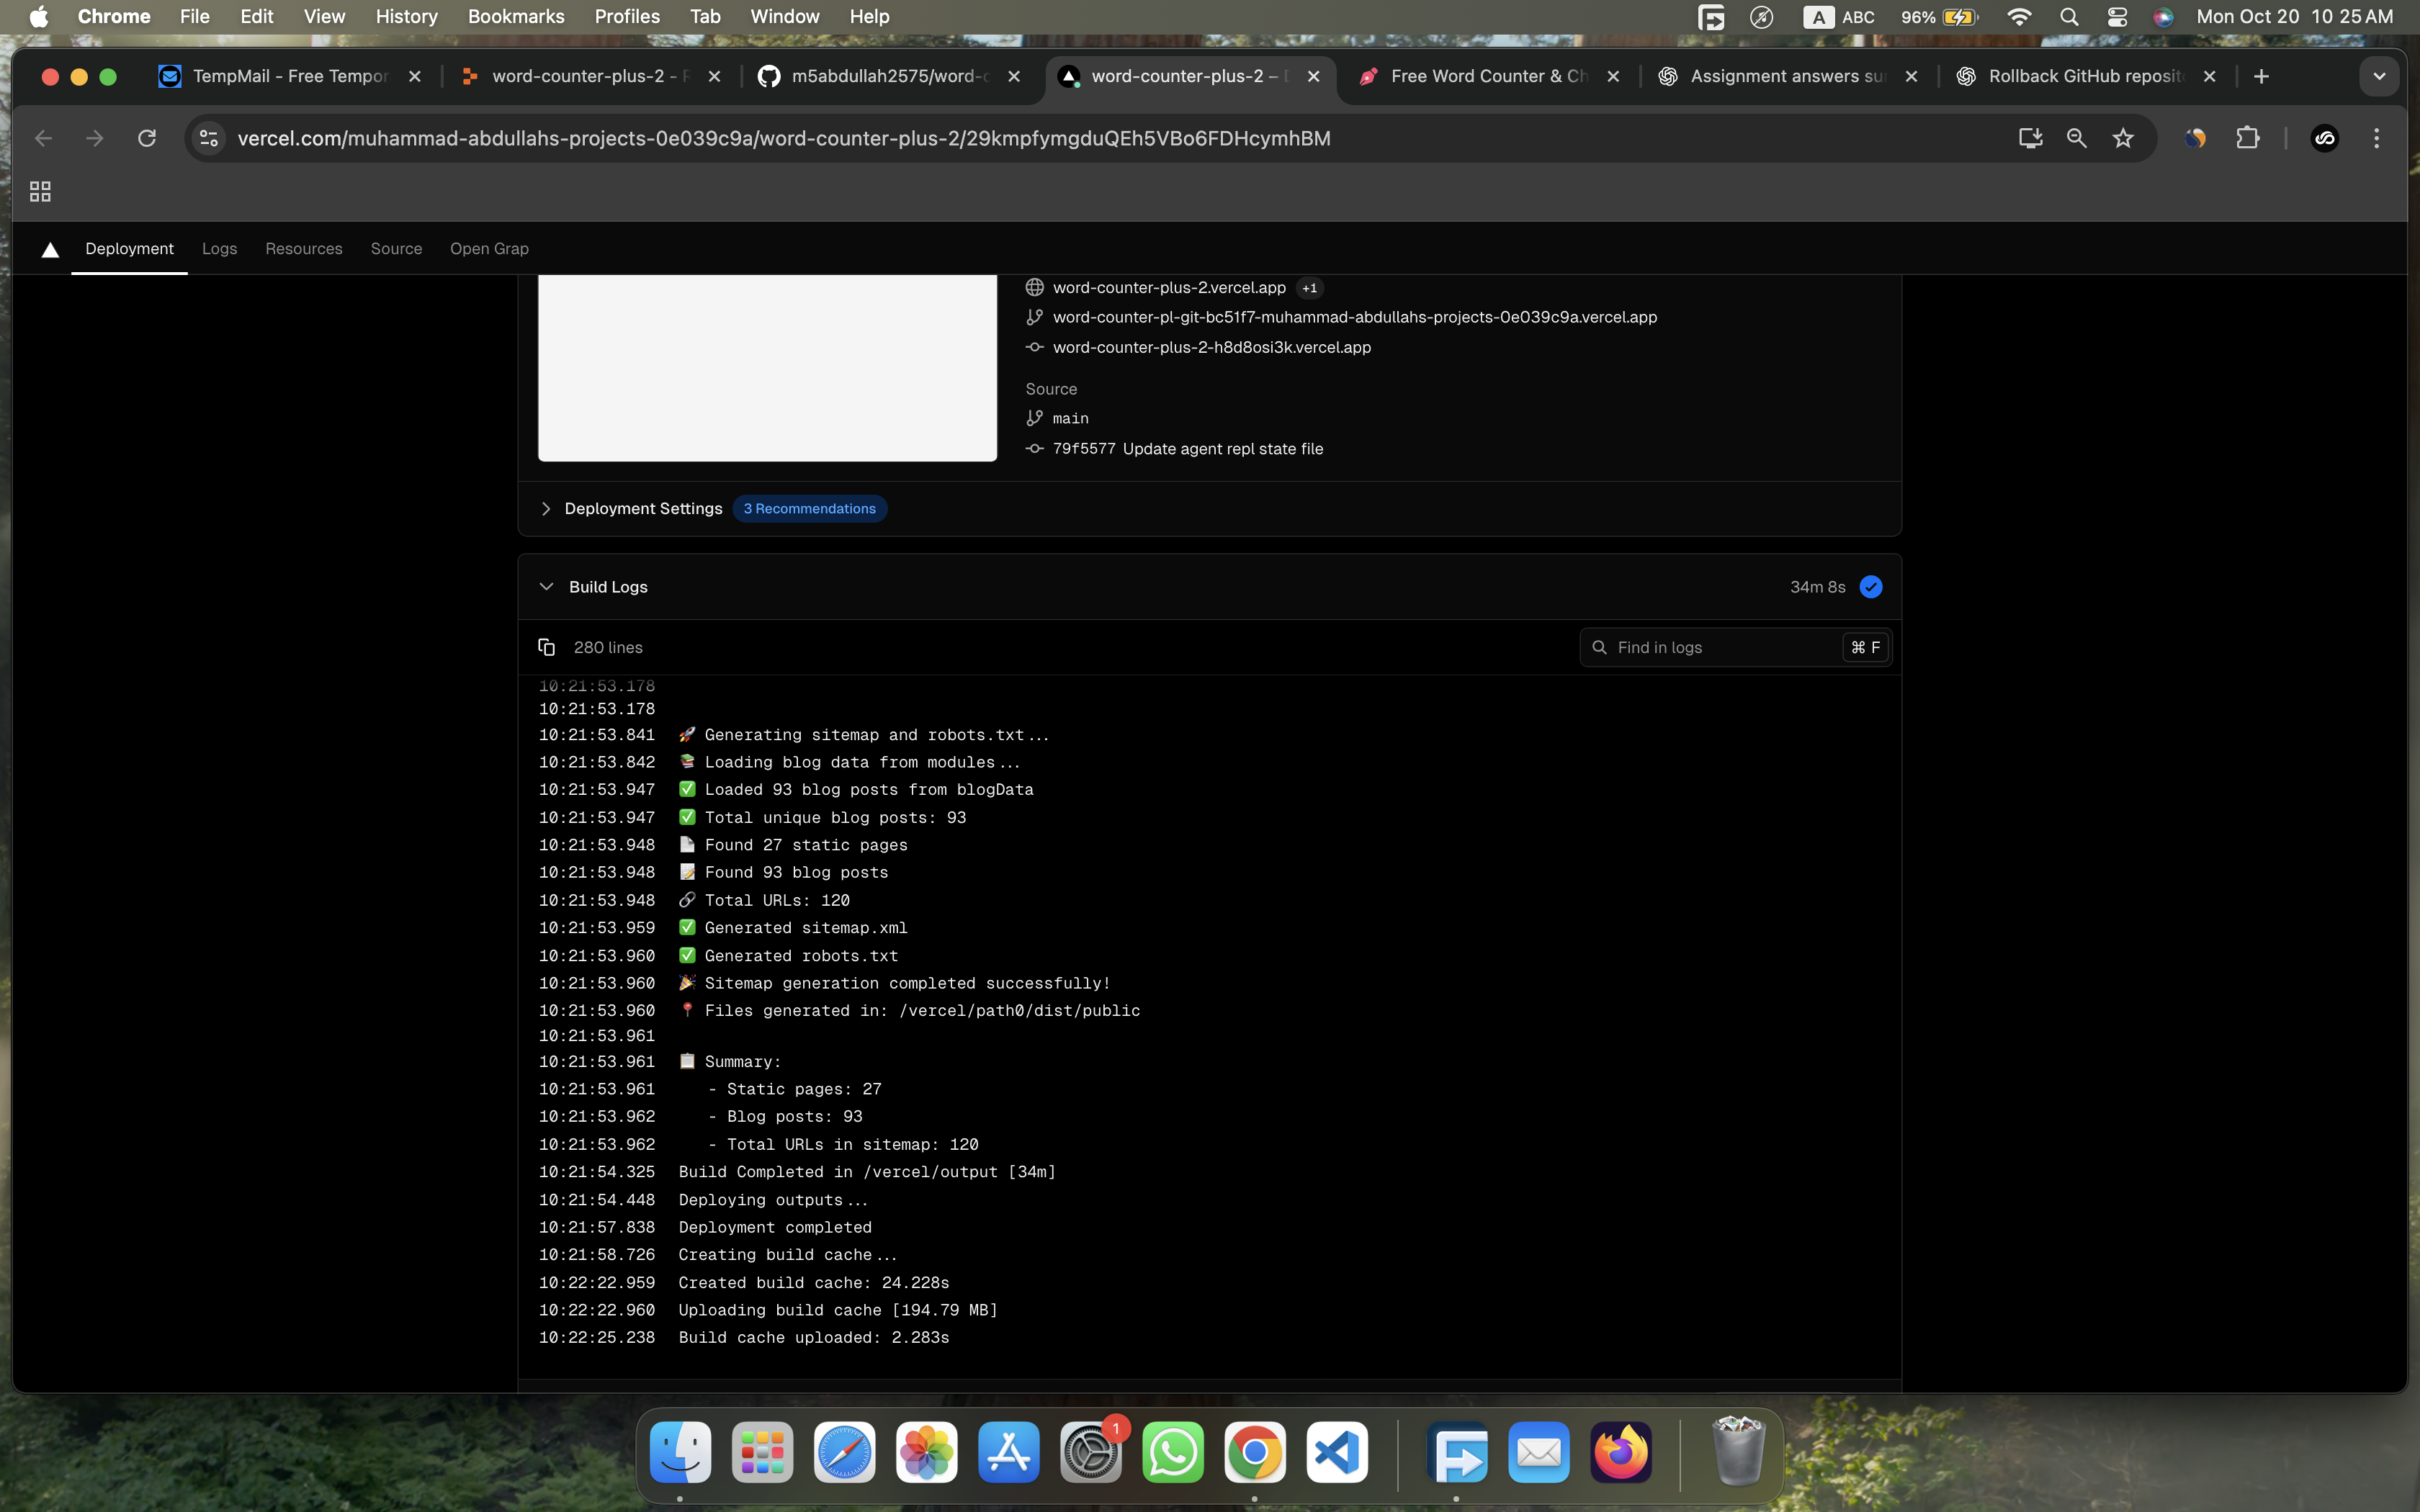 Chrome File Edit View History Bookmarks Profiles Tab Window Help A ABC 96% Mon Oct 20 10 25 AM
TempMail - Free Tempor word-counter-plus-2 - R m5abdullah2575/word-c word-counter-plus-2 – D Free Word Counter & Ch Assignment answers su Rollback GitHub reposit
vercel.com/muhammad-abdullahs-projects-0e039c9a/word-counter-plus-2/29kmpfymgduQEh5VBo6FDHcymhBM
Deployment Logs Resources Source Open Grap
word-counter-plus-2.vercel.app +1
word-counter-pl-git-bc51f7-muhammad-abdullahs-projects-0e039c9a.vercel.app
word-counter-plus-2-h8d8osi3k.vercel.app
Source
main
79f5577 Update agent repl state file
Deployment Settings 3 Recommendations
Build Logs 34m 8s
280 lines Find in logs ⌘ F
10:21:53.178
10:21:53.178
10:21:53.841 🚀 Generating sitemap and robots.txt...
10:21:53.842 📚 Loading blog data from modules...
10:21:53.947 ✅ Loaded 93 blog posts from blogData
10:21:53.947 ✅ Total unique blog posts: 93
10:21:53.948 📄 Found 27 static pages
10:21:53.948 📝 Found 93 blog posts
10:21:53.948 🔗 Total URLs: 120
10:21:53.959 ✅ Generated sitemap.xml
10:21:53.960 ✅ Generated robots.txt
10:21:53.960 🎉 Sitemap generation completed successfully!
10:21:53.960 📍 Files generated in: /vercel/path0/dist/public
10:21:53.961
10:21:53.961 📋 Summary:
10:21:53.961 - Static pages: 27
10:21:53.962 - Blog posts: 93
10:21:53.962 - Total URLs in sitemap: 120
10:21:54.325 Build Completed in /vercel/output [34m]
10:21:54.448 Deploying outputs...
10:21:57.838 Deployment completed
10:21:58.726 Creating build cache...
10:22:22.959 Created build cache: 24.228s
10:22:22.960 Uploading build cache [194.79 MB]
10:22:25.238 Build cache uploaded: 2.283s
1